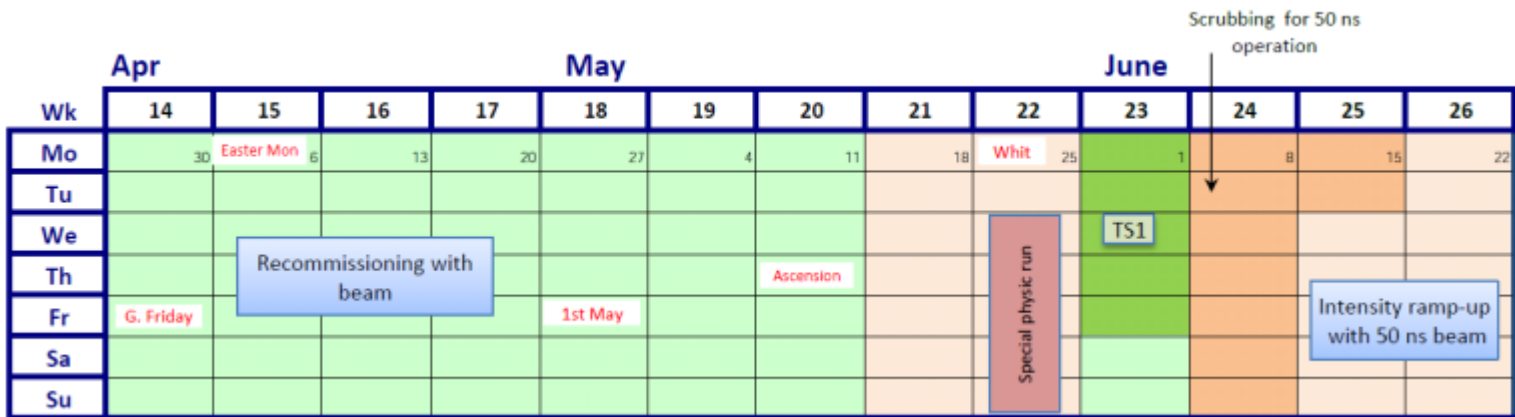 Scrubbing for 50 ns
operation
Apr May June
Wk 14 15 16 17 18 19 20 21 22 23 24 25 26
Mo 30 Easter Mon 6 13 20 27 4 11 18 Whit 25 1 8 15 22
Tu
We TS1
Th Ascension
Fr G. Friday 1st May
Sa
Su
Recommissioning with
beam
Special physic run
Intensity ramp-up
with 50 ns beam